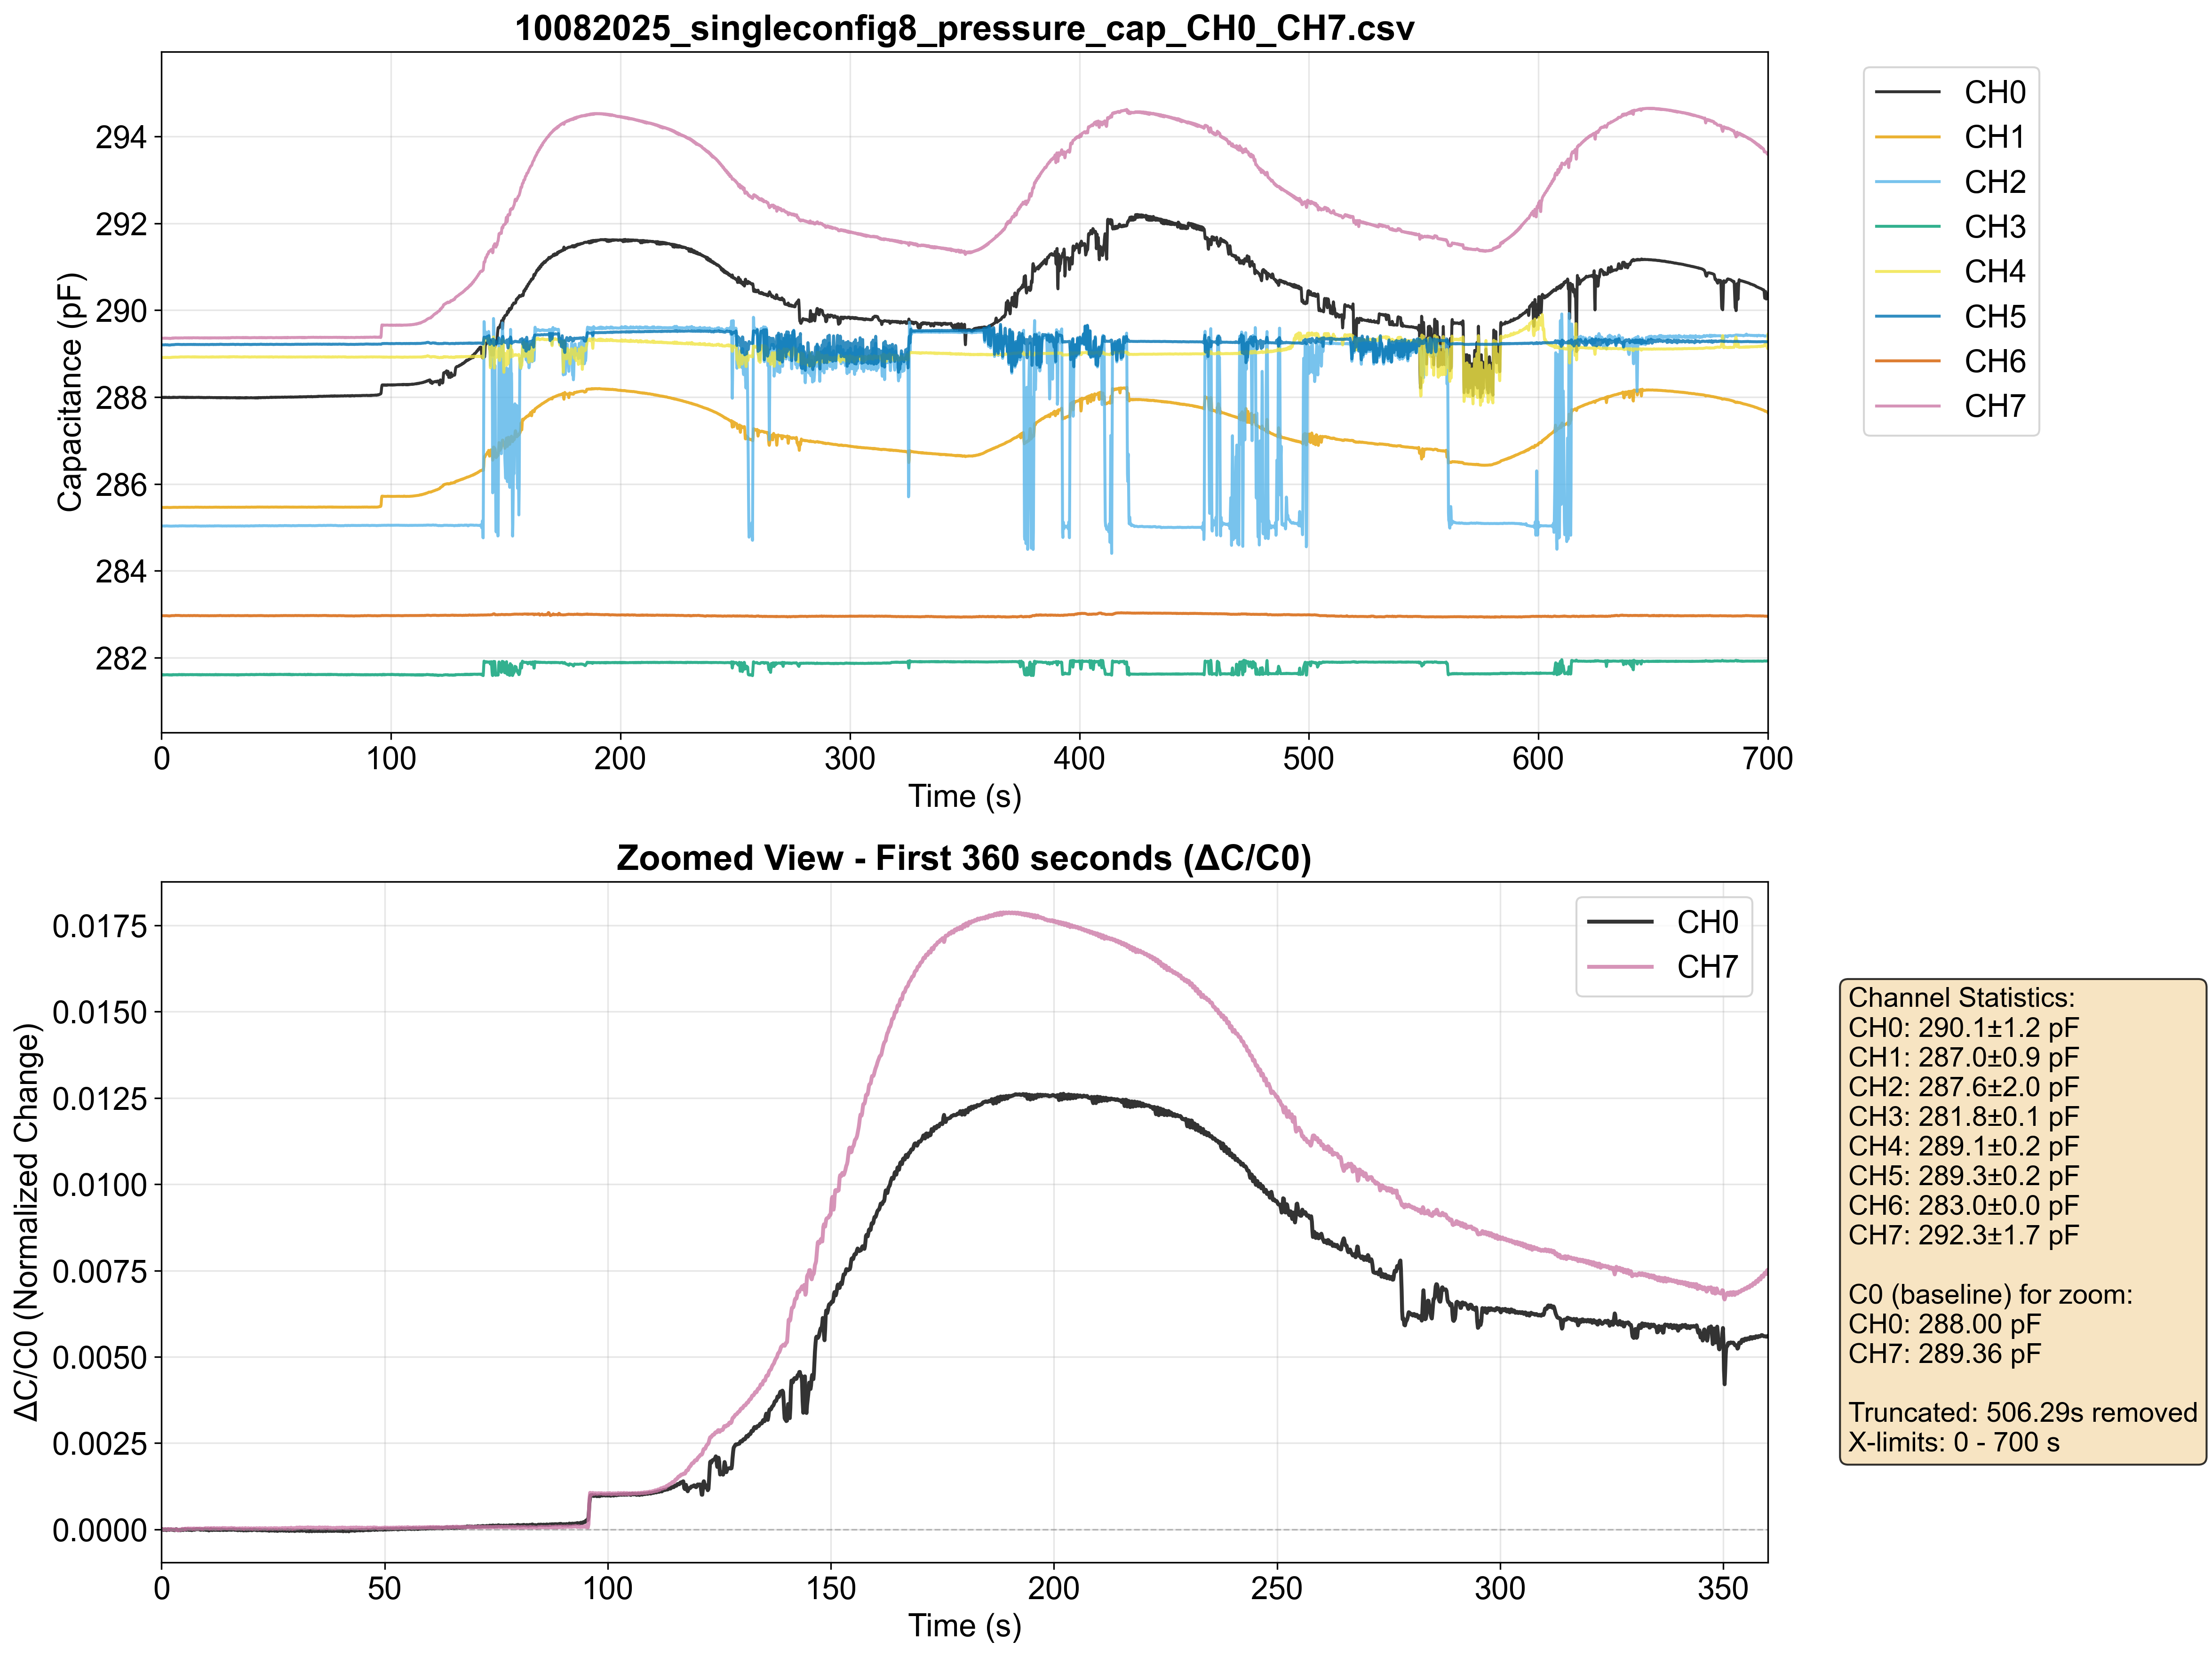 10082025_singleconfig8_pressure_cap_CH0_CH7.csv
Capacitance (pF)
294
292
290
288
286
284
282
0 100 200 300 400 500 600 700
Time (s)
CH0
CH1
CH2
CH3
CH4
CH5
CH6
CH7
Zoomed View - First 360 seconds (ΔC/C0)
ΔC/C0 (Normalized Change)
0.0175
0.0150
0.0125
0.0100
0.0075
0.0050
0.0025
0.0000
0 50 100 150 200 250 300 350
Time (s)
CH0
CH7
Channel Statistics:
CH0: 290.1±1.2 pF
CH1: 287.0±0.9 pF
CH2: 287.6±2.0 pF
CH3: 281.8±0.1 pF
CH4: 289.1±0.2 pF
CH5: 289.3±0.2 pF
CH6: 283.0±0.0 pF
CH7: 292.3±1.7 pF
C0 (baseline) for zoom:
CH0: 288.00 pF
CH7: 289.36 pF
Truncated: 506.29s removed
X-limits: 0 - 700 s